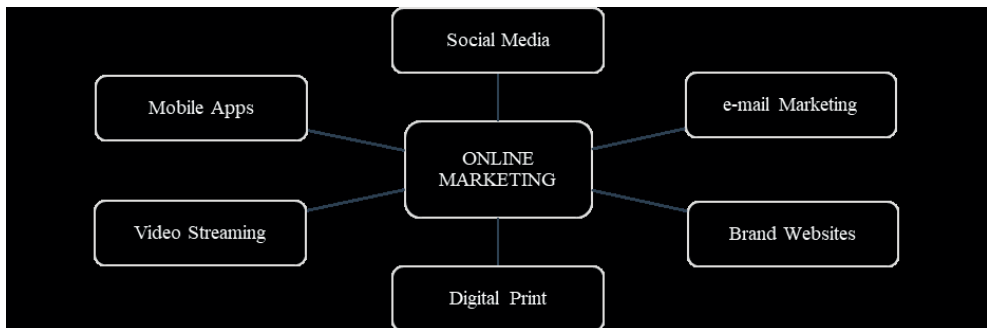 Social Media
Mobile Apps
e-mail Marketing
ONLINE
MARKETING
Video Streaming
Brand Websites
Digital Print